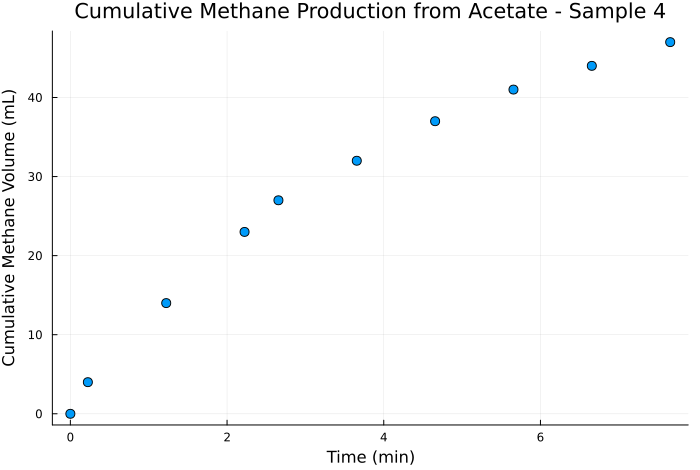 Cumulative Methane Production from Acetate - Sample 4
Cumulative Methane Volume (mL)
40
30
20
10
0
0 2 4 6
Time (min)